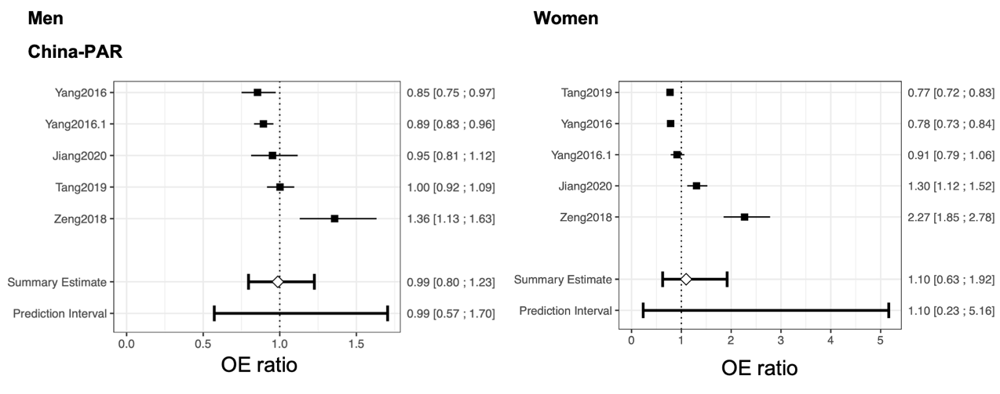 Men
China-PAR
Yang2016 0.85 [0.75 ; 0.97]
Yang2016.1 0.89 [0.83 ; 0.96]
Jiang2020 0.95 [0.81 ; 1.12]
Tang2019 1.00 [0.92 ; 1.09]
Zeng2018 1.36 [1.13 ; 1.63]
Summary Estimate 0.99 [0.80 ; 1.23]
Prediction Interval 0.99 [0.57 ; 1.70]
0.0 0.5 1.0 1.5
OE ratio
Women
Tang2019 0.77 [0.72 ; 0.83]
Yang2016 0.78 [0.73 ; 0.84]
Yang2016.1 0.91 [0.79 ; 1.06]
Jiang2020 1.30 [1.12 ; 1.52]
Zeng2018 2.27 [1.85 ; 2.78]
Summary Estimate 1.10 [0.63 ; 1.92]
Prediction Interval 1.10 [0.23 ; 5.16]
0 1 2 3 4 5
OE ratio